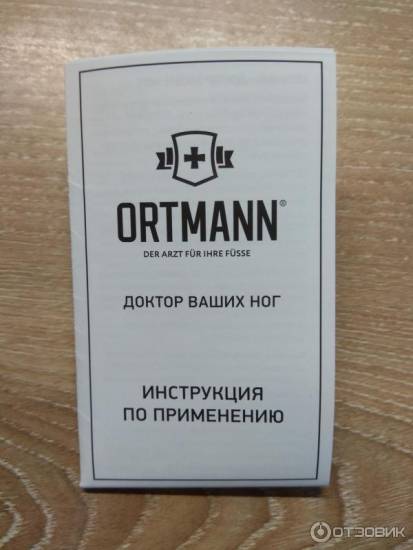 ORTMANN®
DER ARZT FÜR IHRE FÜSSE
ДОКТОР ВАШИХ НОГ
ИНСТРУКЦИЯ
ПО ПРИМЕНЕНИЮ
ОТЗОВИК